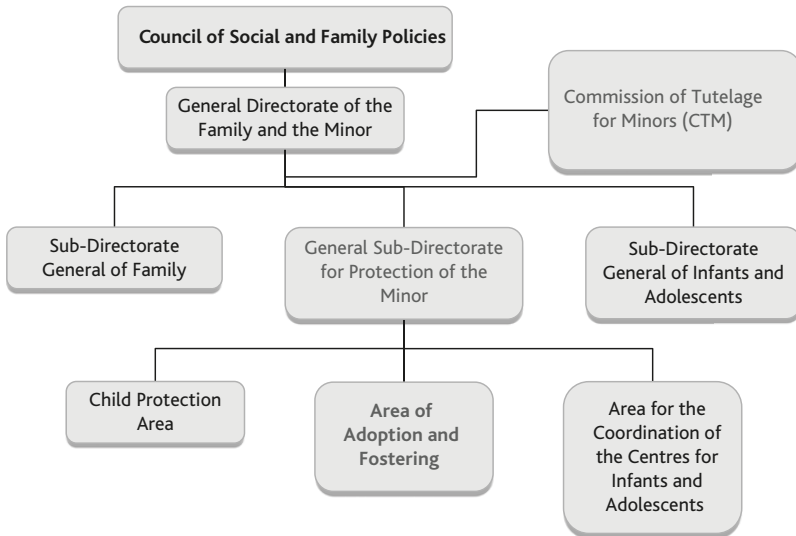 Council of Social and Family Policies
General Directorate of the
Family and the Minor
Commission of Tutelage
for Minors (CTM)
Sub-Directorate
General of Family
General Sub-Directorate
for Protection of the
Minor
Sub-Directorate
General of Infants and
Adolescents
Child Protection
Area
Area of
Adoption and
Fostering
Area for the
Coordination of
the Centres for
Infants and
Adolescents